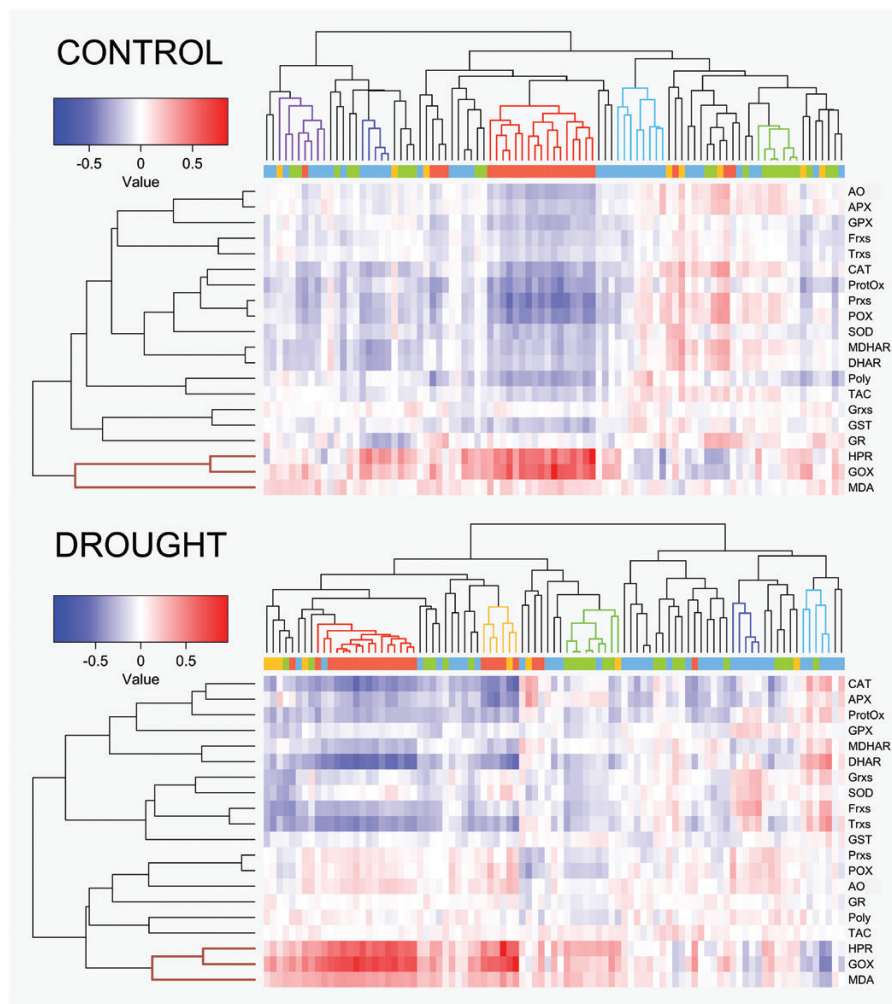 CONTROL
-0.5 0 0.5
Value
AO
APX
GPX
Frxs
Trxs
CAT
ProtOx
Prxs
POX
SOD
MDHAR
DHAR
Poly
TAC
Grxs
GST
GR
HPR
GOX
MDA
DROUGHT
-0.5 0 0.5
Value
CAT
APX
ProtOx
GPX
MDHAR
DHAR
Grxs
SOD
Frxs
Trxs
GST
Prxs
POX
AO
GR
Poly
TAC
HPR
GOX
MDA